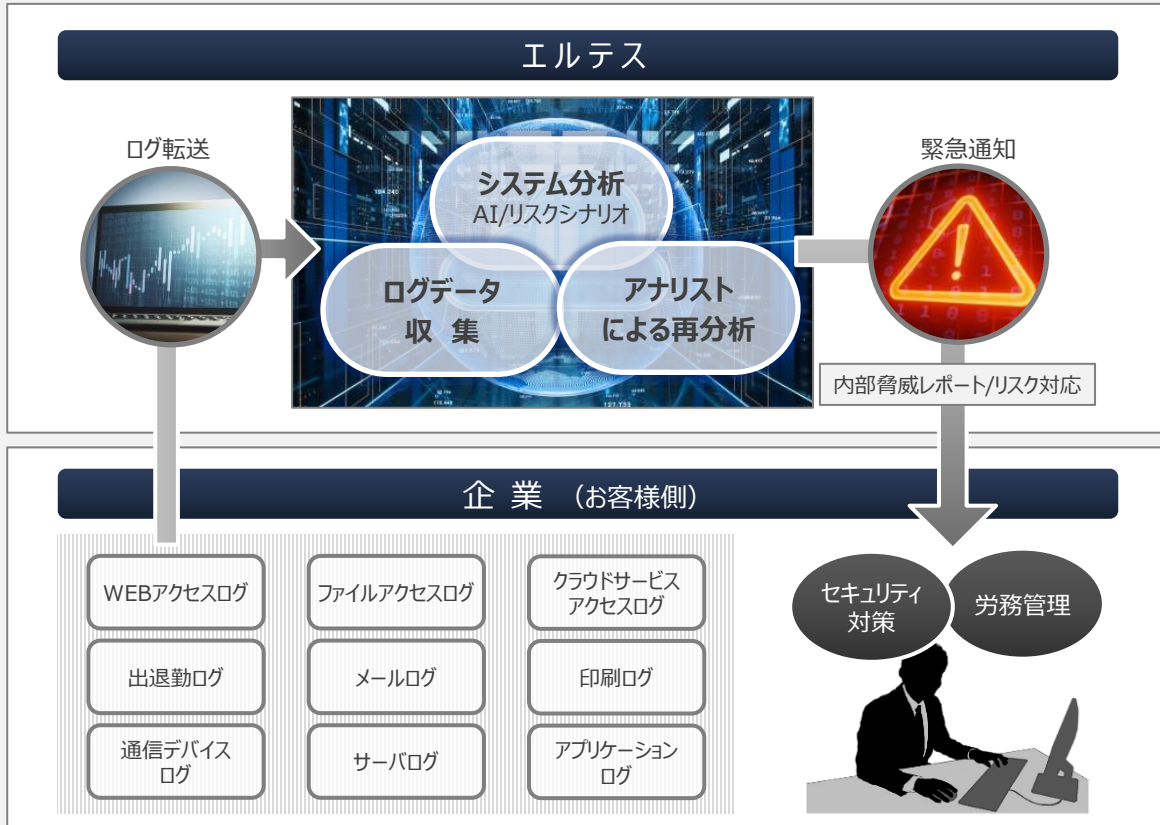 エルテス
ログ転送
緊急通知
システム分析
AI/リスクシナリオ
ログデータ
収 集
アナリスト
による再分析
内部脅威レポート/リスク対応
企 業 （お客様側）
WEBアクセスログ
ファイルアクセスログ
クラウドサービス
アクセスログ
出退勤ログ
メールログ
印刷ログ
通信デバイス
ログ
サーバログ
アプリケーション
ログ
セキュリティ
対策
労務管理